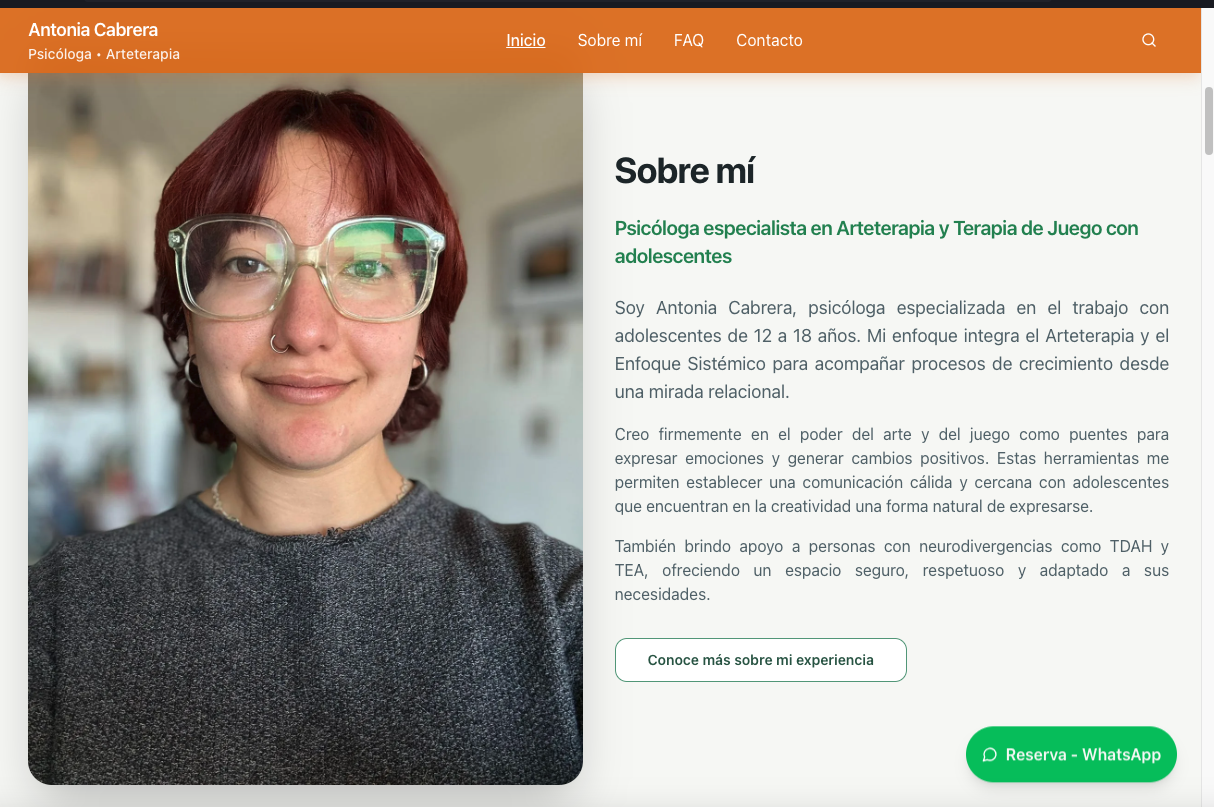 Antonia Cabrera
Psicóloga • Arteterapia
Inicio
Sobre mí
FAQ
Contacto
Sobre mí
Psicóloga especialista en Arteterapia y Terapia de Juego con
adolescentes
Soy Antonia Cabrera, psicóloga especializada en el trabajo con
adolescentes de 12 a 18 años. Mi enfoque integra el Arteterapia y el
Enfoque Sistémico para acompañar procesos de crecimiento desde
una mirada relacional.
Creo firmemente en el poder del arte y del juego como puentes para
expresar emociones y generar cambios positivos. Estas herramientas me
permiten establecer una comunicación cálida y cercana con adolescentes
que encuentran en la creatividad una forma natural de expresarse.
También brindo apoyo a personas con neurodivergencias como TDAH y
TEA, ofreciendo un espacio seguro, respetuoso y adaptado a sus
necesidades.
Conoce más sobre mi experiencia
Reserva - WhatsApp